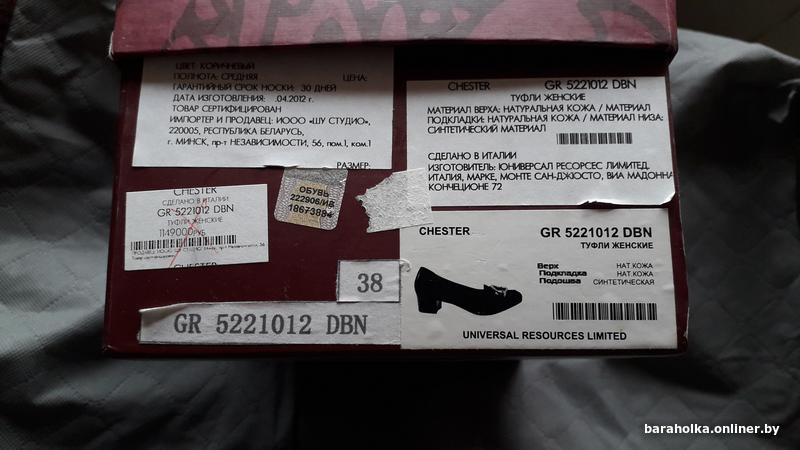 ЦВЕТ: КОРИЧНЕВЫЙ
ПОЛНОТА: СРЕДНЯЯ ЦЕНА:
ГАРАНТИЙНЫЙ СРОК НОСКИ: 30 ДНЕЙ
ДАТА ИЗГОТОВЛЕНИЯ: .04.2012 г.
ТОВАР СЕРТИФИЦИРОВАН
ИМПОРТЕР И ПРОДАВЕЦ: ИООО «ШУ СТУДИО»,
220005, РЕСПУБЛИКА БЕЛАРУСЬ,
г. МИНСК, пр-т НЕЗАВИСИМОСТИ, 56, пом.1, ком.1
РАЗМЕР:
CHESTER GR 5221012 DBN
ТУФЛИ ЖЕНСКИЕ
МАТЕРИАЛ ВЕРХА: НАТУРАЛЬНАЯ КОЖА / МАТЕРИАЛ
ПОДКЛАДКИ: НАТУРАЛЬНАЯ КОЖА / МАТЕРИАЛ НИЗА:
СИНТЕТИЧЕСКИЙ МАТЕРИАЛ
СДЕЛАНО В ИТАЛИИ
ИЗГОТОВИТЕЛЬ: ЮНИВЕРСАЛ РЕСОРСЕС ЛИМИТЕД,
ИТАЛИЯ, МАРКЕ, МОНТЕ САН-ДЖЮСТО, ВИА МАДОННА
КОНЧЕЦИОНЕ 72
CHESTER
СДЕЛАНО В ИТАЛИИ
GR 5221012 DBN
ТУФЛИ ЖЕНСКИЕ
1149000РУБ
CHESTER
ОБУВЬ
222906/ИД
18673894
38
GR 5221012 DBN
CHESTER GR 5221012 DBN
ТУФЛИ ЖЕНСКИЕ
Верх НАТ.КОЖА
Подкладка НАТ.КОЖА
Подошва СИНТЕТИЧЕСКАЯ
UNIVERSAL RESOURCES LIMITED
baraholka.onliner.by